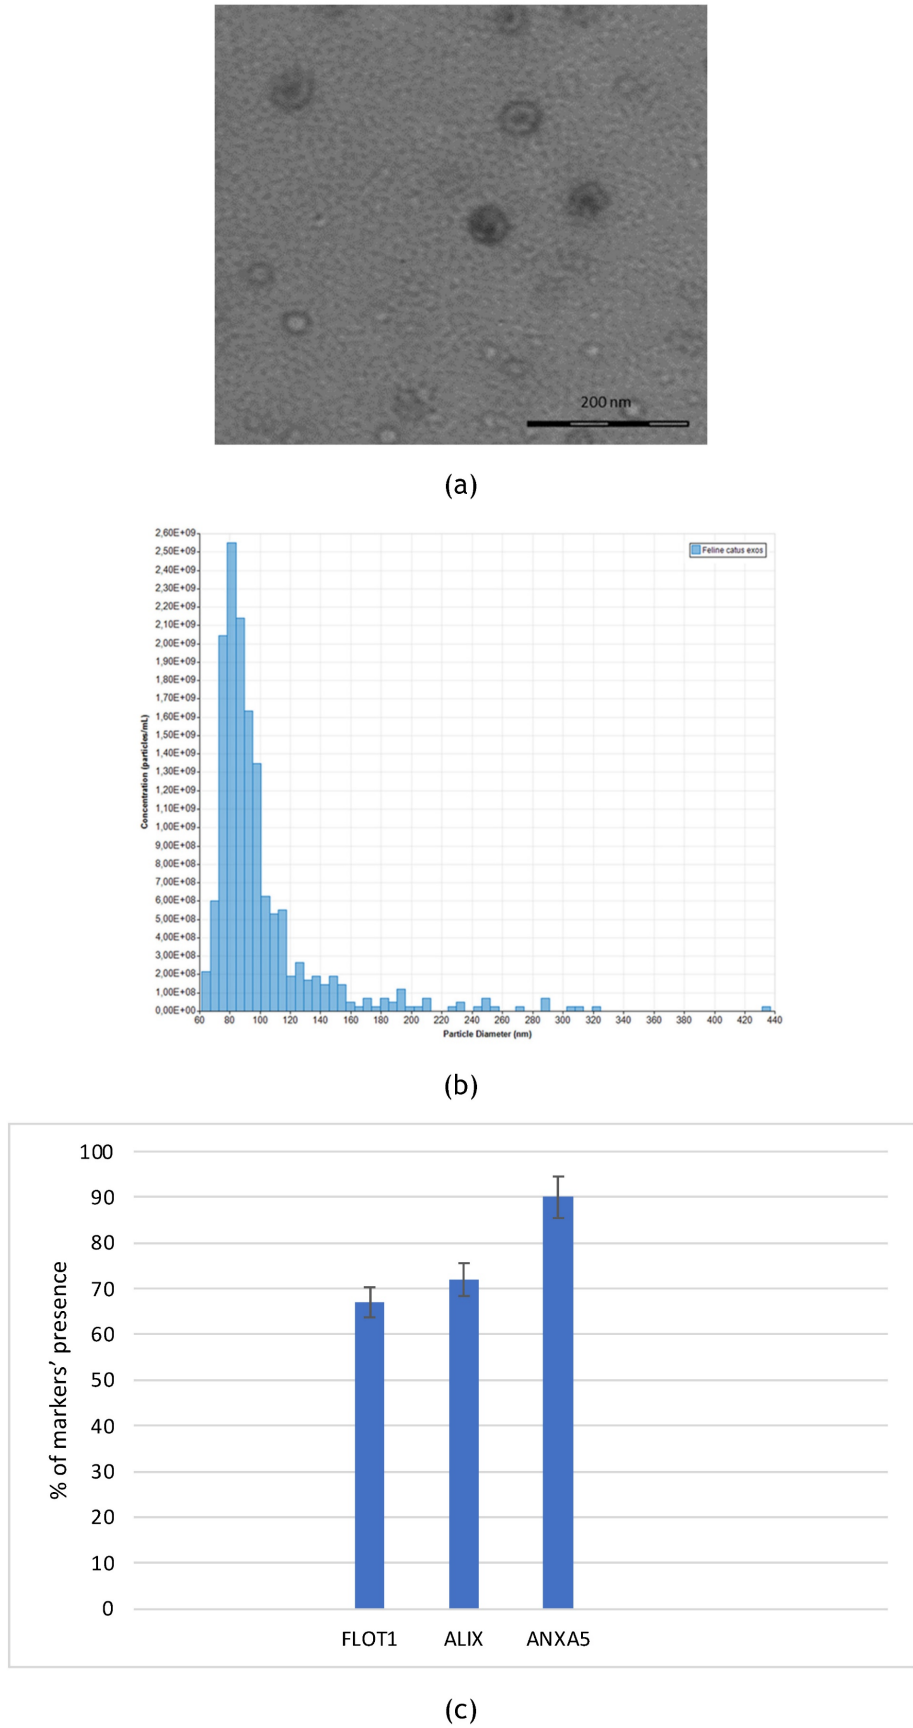 200 nm
(a)
2,60E+09
2,50E+09
2,40E+09
2,30E+09
2,20E+09
2,10E+09
2,00E+09
1,90E+09
1,80E+09
1,70E+09
1,60E+09
1,50E+09
1,40E+09
1,30E+09
1,20E+09
1,10E+09
1,00E+09
9,00E+08
8,00E+08
7,00E+08
6,00E+08
5,00E+08
4,00E+08
3,00E+08
2,00E+08
1,00E+08
0,00E+00
Concentration (particles/mL)
Feline catus exos
60 80 100 120 140 160 180 200 220 240 260 280 300 320 340 360 380 400 420 440
Particle Diameter (nm)
(b)
% of markers’ presence
100
90
80
70
60
50
40
30
20
10
0
FLOT1 ALIX ANXA5
(c)